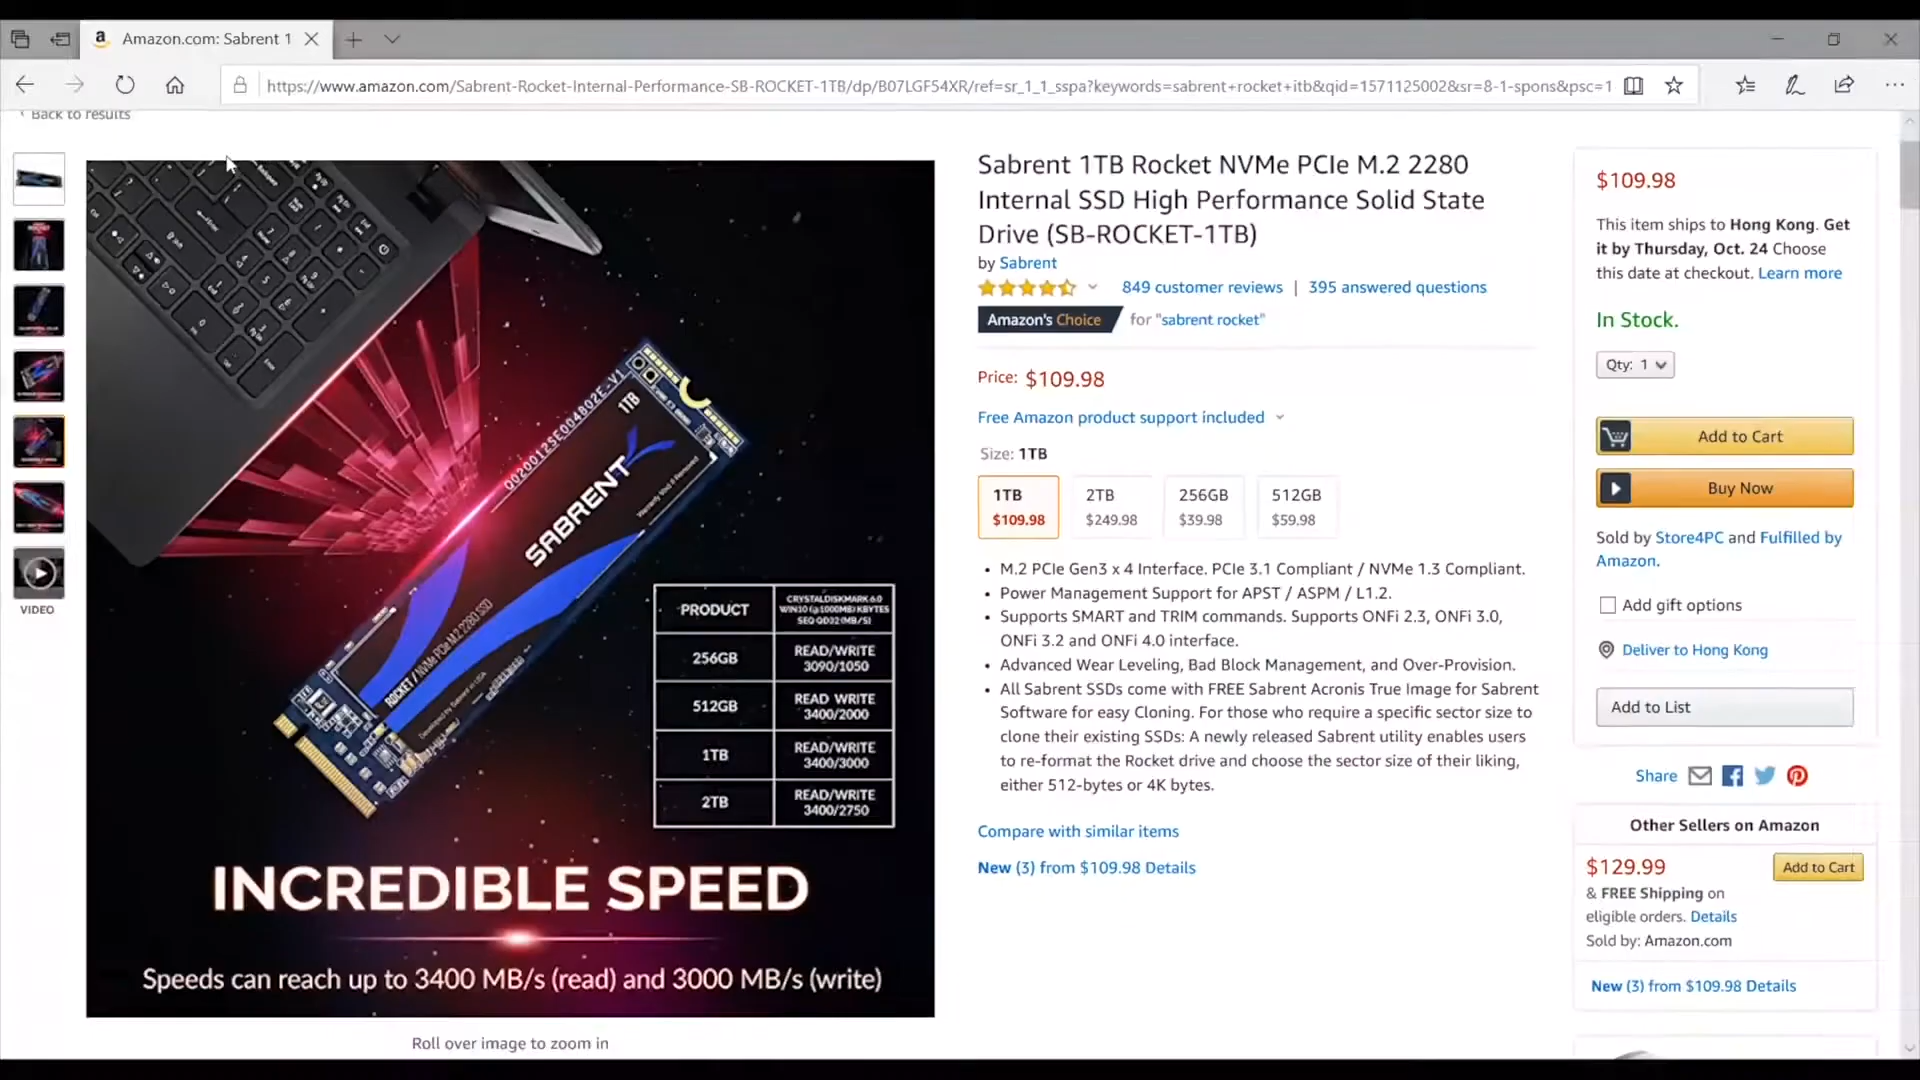 Amazon.com: Sabrent 1
https://www.amazon.com/Sabrent-Rocket-Internal-Performance-SB-ROCKET-1TB/dp/B07LGF54XR/ref=sr_1_1_sspa?keywords=sabrent+rocket+itb&qid=1571125002&sr=8-1-spons&psc=1
Back to results
VIDEO
1TB
SABRENT
ROCKET / NVMe PCIe M.2 2280 SSD
PRODUCT
CRYSTALDISKMARK 6.0
WIN10 (@1000MB) KBYTES
SEQ QD32 (MB/S)
256GB
READ/WRITE
3090/1050
512GB
READ WRITE
3400/2000
1TB
READ/WRITE
3400/3000
2TB
READ/WRITE
3400/2750
INCREDIBLE SPEED
Speeds can reach up to 3400 MB/s (read) and 3000 MB/s (write)
Roll over image to zoom in
Sabrent 1TB Rocket NVMe PCIe M.2 2280
Internal SSD High Performance Solid State
Drive (SB-ROCKET-1TB)
by Sabrent
849 customer reviews | 395 answered questions
Amazon's Choice for "sabrent rocket"
Price: $109.98
Free Amazon product support included
Size: 1TB
1TB
$109.98
2TB
$249.98
256GB
$39.98
512GB
$59.98
• M.2 PCIe Gen3 x 4 Interface. PCIe 3.1 Compliant / NVMe 1.3 Compliant.
• Power Management Support for APST / ASPM / L1.2.
• Supports SMART and TRIM commands. Supports ONFi 2.3, ONFi 3.0,
ONFi 3.2 and ONFi 4.0 interface.
• Advanced Wear Leveling, Bad Block Management, and Over-Provision.
• All Sabrent SSDs come with FREE Sabrent Acronis True Image for Sabrent
Software for easy Cloning. For those who require a specific sector size to
clone their existing SSDs: A newly released Sabrent utility enables users
to re-format the Rocket drive and choose the sector size of their liking,
either 512-bytes or 4K bytes.
Compare with similar items
New (3) from $109.98 Details
$109.98
This item ships to Hong Kong. Get
it by Thursday, Oct. 24 Choose
this date at checkout. Learn more
In Stock.
Qty: 1
Add to Cart
Buy Now
Sold by Store4PC and Fulfilled by
Amazon.
Add gift options
Deliver to Hong Kong
Add to List
Share
Other Sellers on Amazon
$129.99
Add to Cart
& FREE Shipping on
eligible orders. Details
Sold by: Amazon.com
New (3) from $109.98 Details